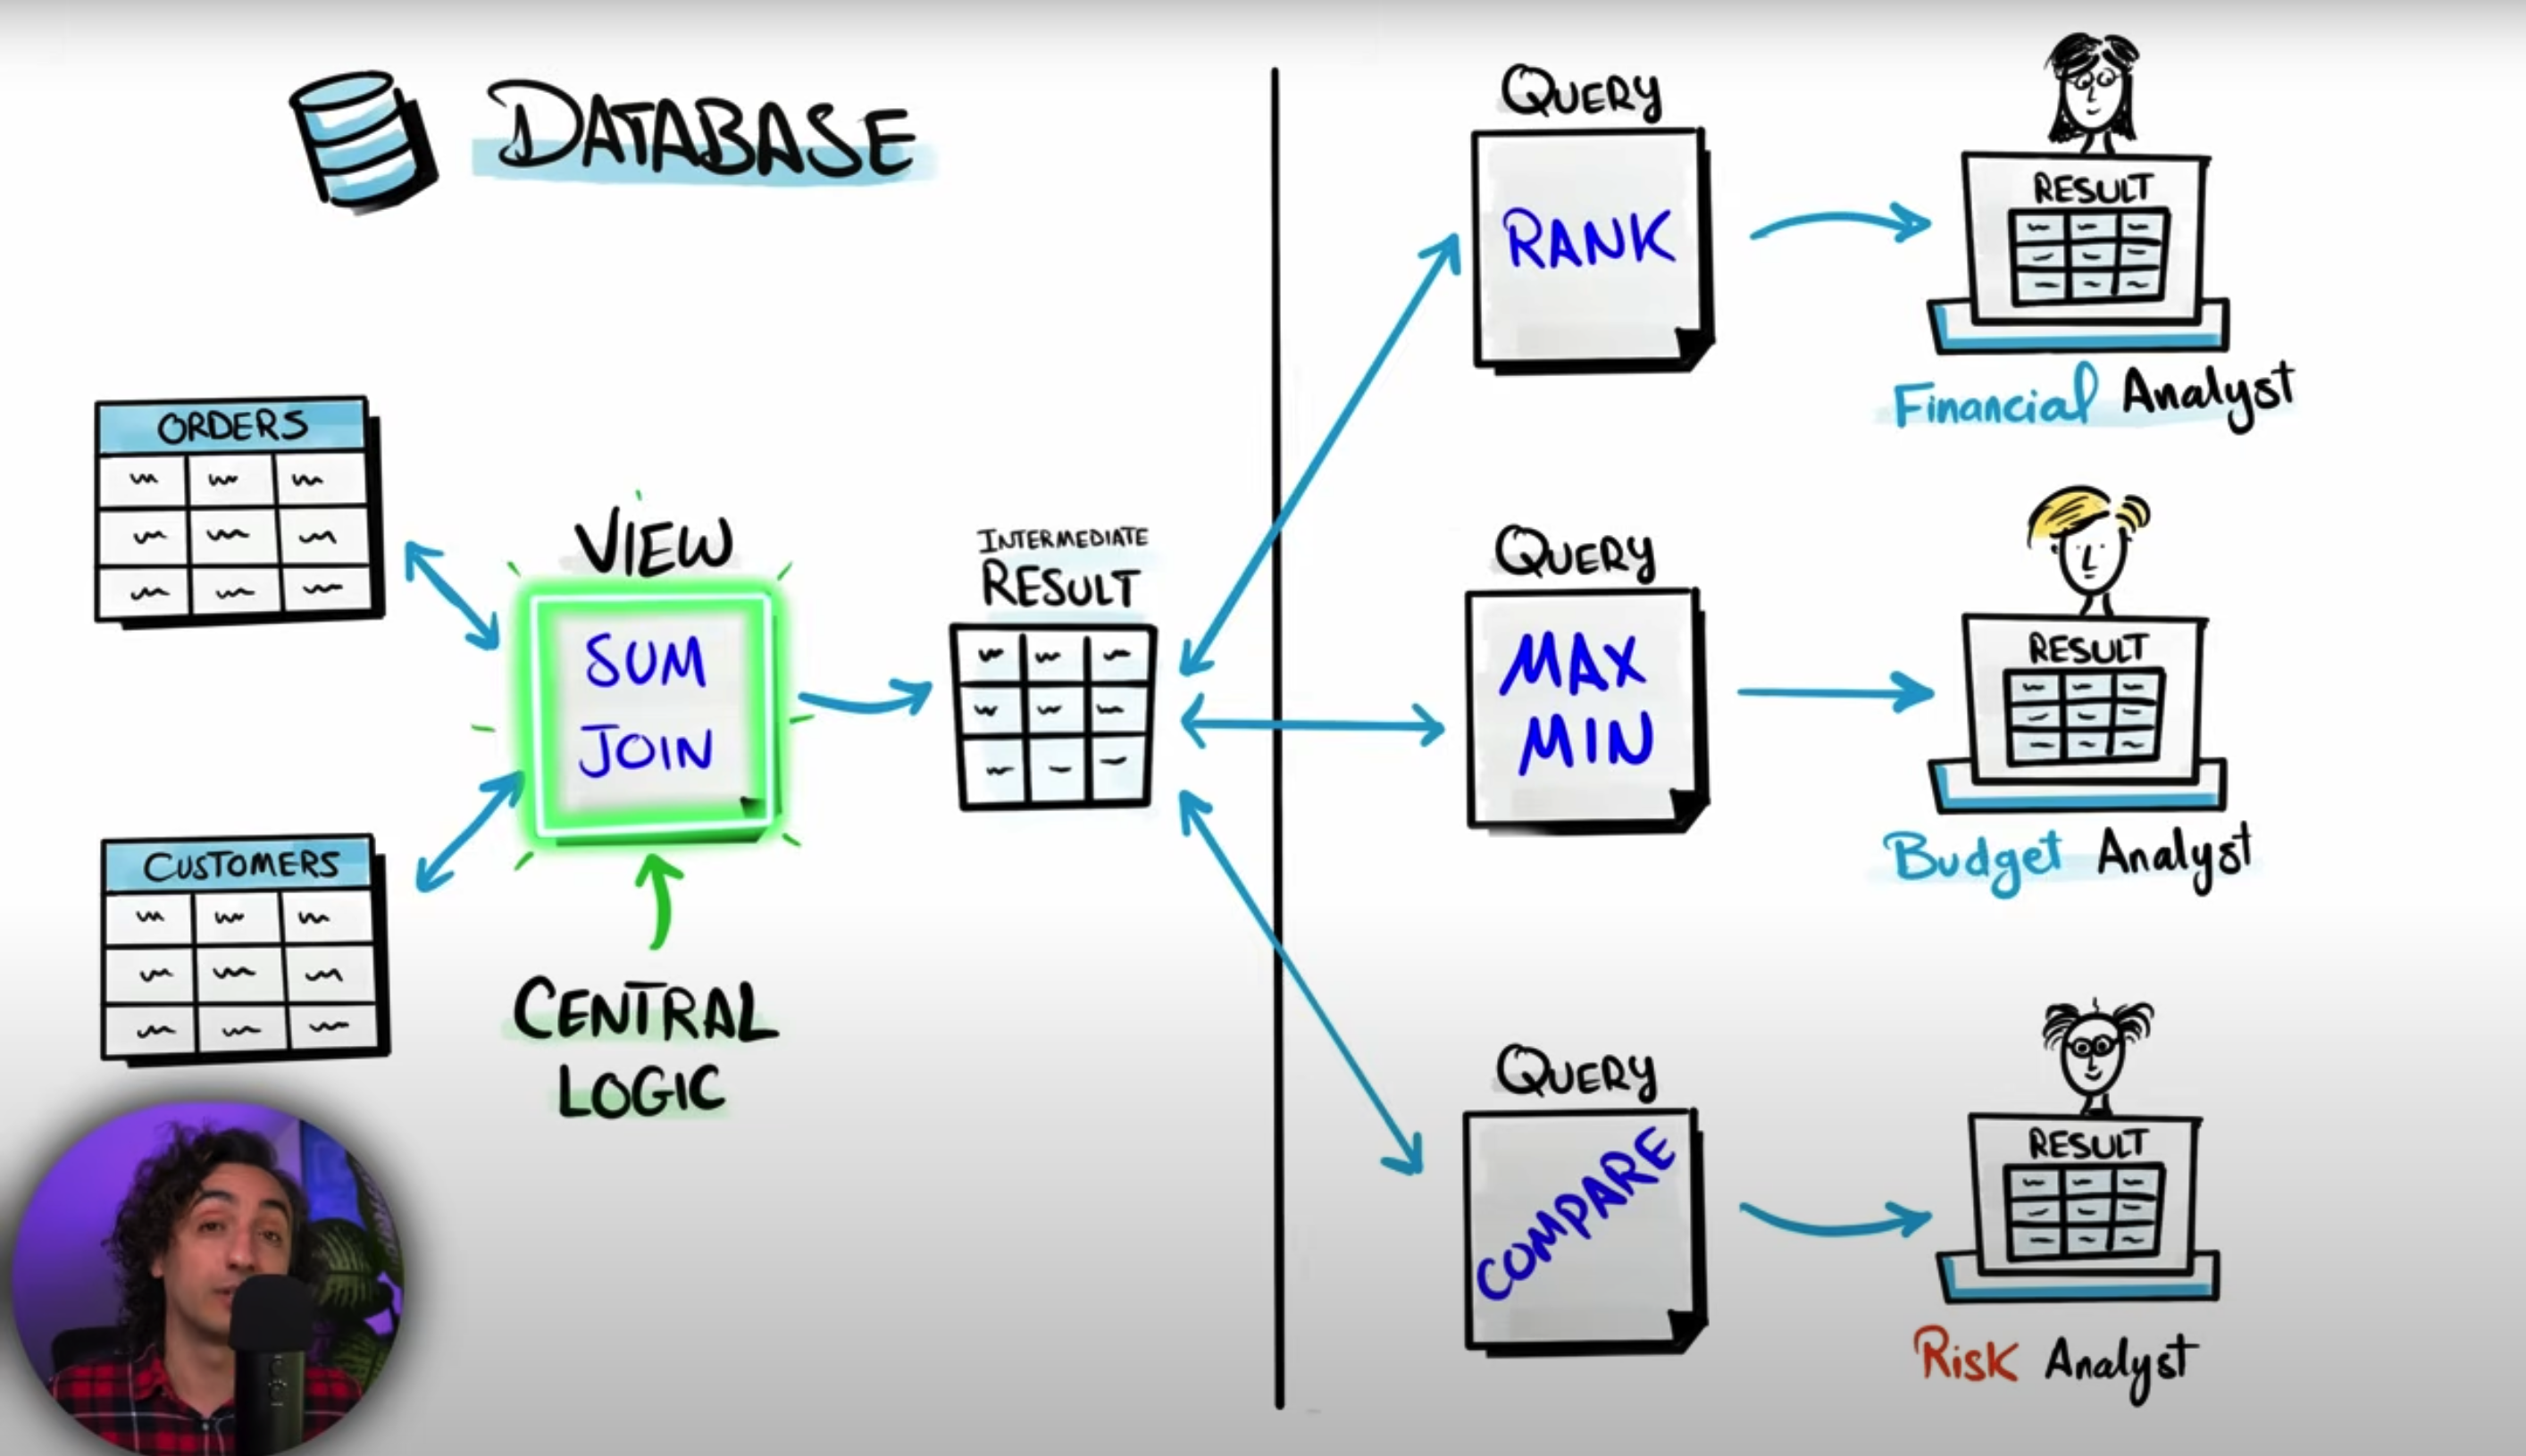 DATABASE
ORDERS
CUSTOMERS
VIEW
SUM
JOIN
CENTRAL
LOGIC
INTERMEDIATE
RESULT
QUERY
RANK
RESULT
Financial Analyst
QUERY
MAX
MIN
RESULT
Budget Analyst
QUERY
COMPARE
RESULT
Risk Analyst